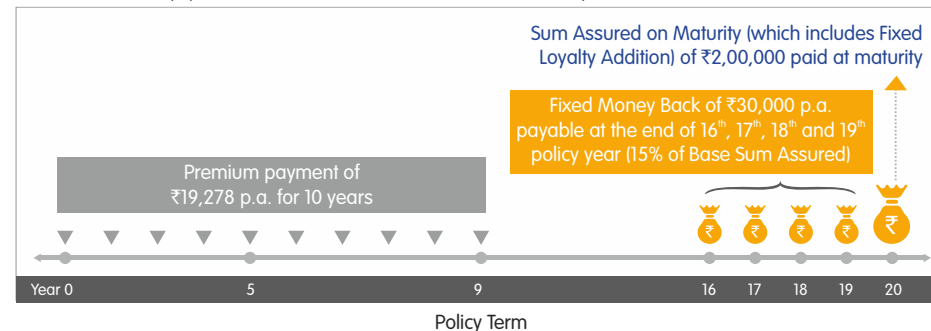 Sum Assured on Maturity (which includes Fixed
Loyalty Addition) of ₹2,00,000 paid at maturity
Fixed Money Back of ₹30,000 p.a.
payable at the end of 16th, 17th, 18th and 19th
policy year (15% of Base Sum Assured)
Premium payment of
₹19,278 p.a. for 10 years
₹ ₹ ₹ ₹ ₹
Year 0 5 9 16 17 18 19 20
Policy Term